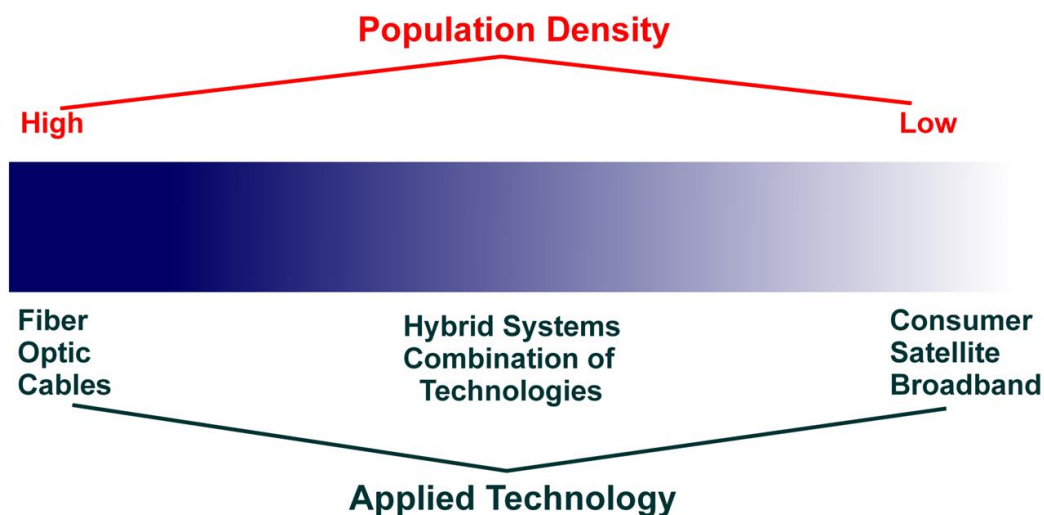 Population Density
High
Low
Fiber
Optic
Cables
Hybrid Systems
Combination of
Technologies
Consumer
Satellite
Broadband
Applied Technology